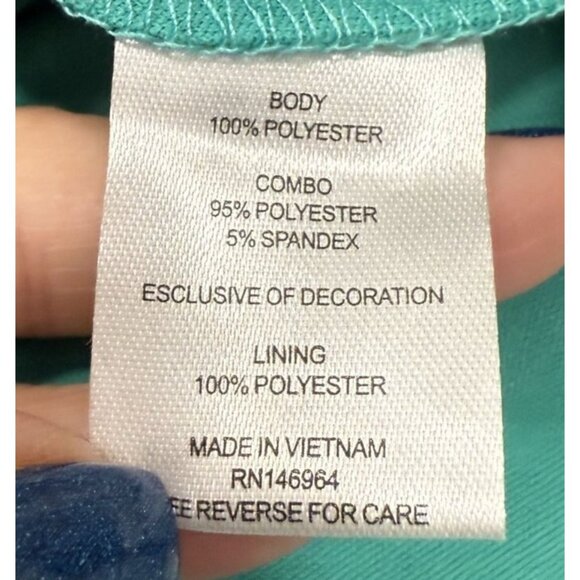 BODY
100% POLYESTER
COMBO
95% POLYESTER
5% SPANDEX
ESCLUSIVE OF DECORATION
LINING
100% POLYESTER
MADE IN VIETNAM
RN146964
EE REVERSE FOR CARE